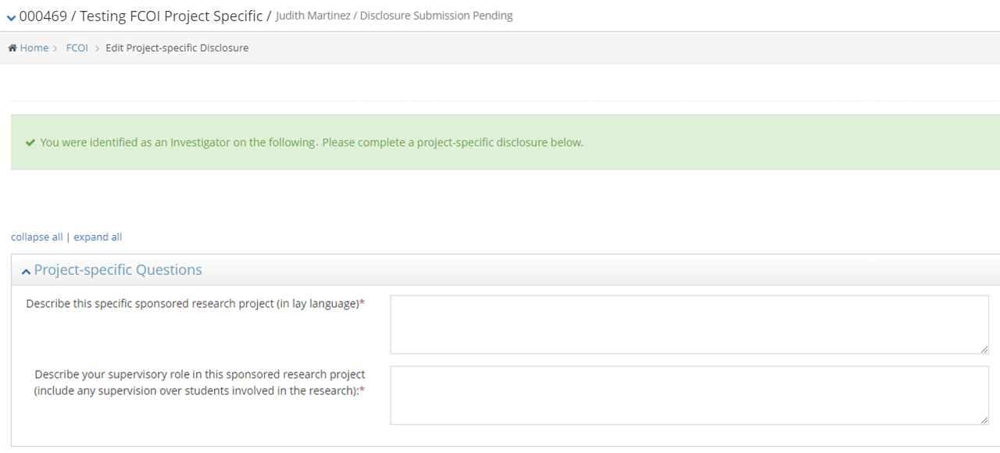 000469 / Testing FCOI Project Specific / Judith Martinez / Disclosure Submission Pending
Home > FCOI > Edit Project-specific Disclosure
You were identified as an Investigator on the following. Please complete a project-specific disclosure below.
collapse all | expand all
Project-specific Questions
Describe this specific sponsored research project (in lay language)*
Describe your supervisory role in this sponsored research project
(include any supervision over students involved in the research):*